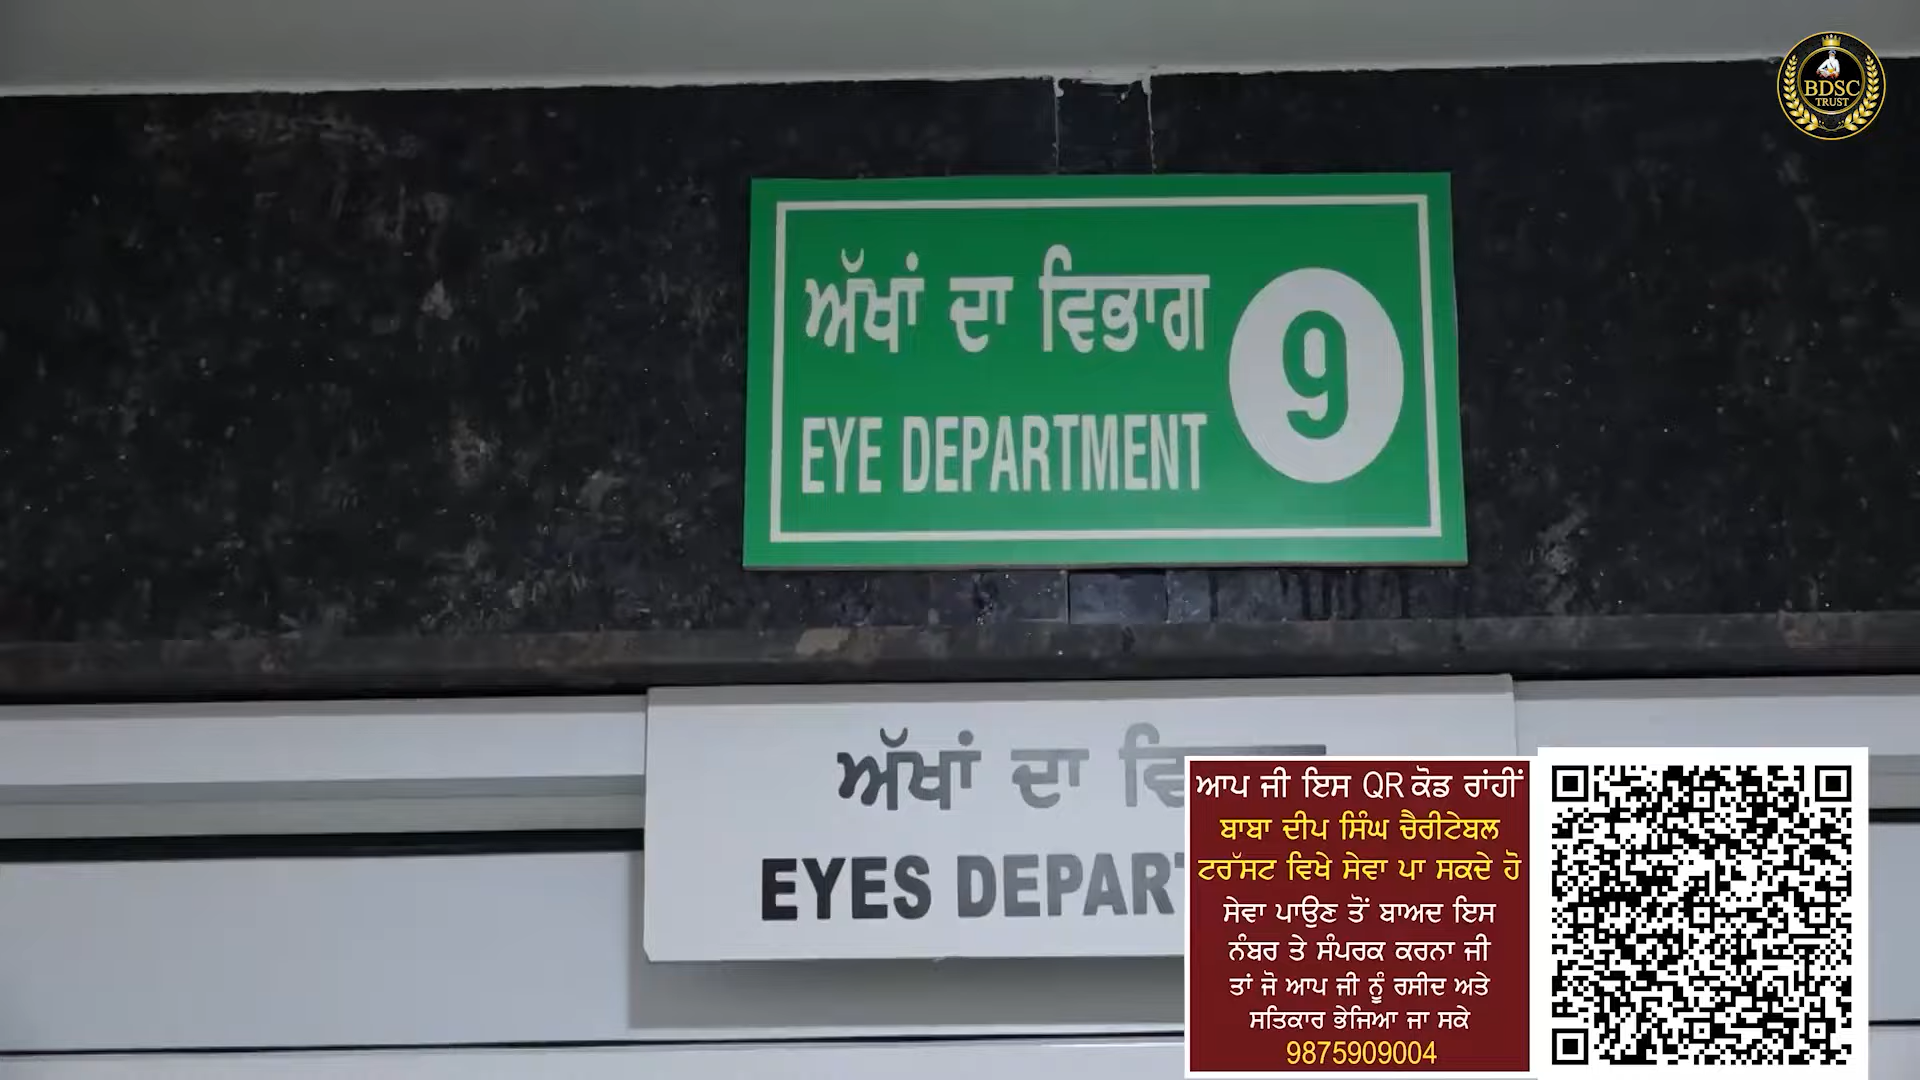 BDSC
TRUST
ਅੱਖਾਂ ਦਾ ਵਿਭਾਗ
9
EYE DEPARTMENT
ਅੱਖਾਂ ਦਾ
EYES
ਆਪ ਜੀ ਇਸ QR ਕੋਡ ਰਾਂਹੀਂ
ਬਾਬਾ ਦੀਪ ਸਿੰਘ ਚੈਰੀਟੇਬਲ
ਟਰੱਸਟ ਵਿਖੇ ਸੇਵਾ ਪਾ ਸਕਦੇ ਹੋ
ਸੇਵਾ ਪਾਉਣ ਤੋਂ ਬਾਅਦ ਇਸ
ਨੰਬਰ ਤੇ ਸੰਪਰਕ ਕਰਨਾ ਜੀ
ਤਾਂ ਜੋ ਆਪ ਜੀ ਨੂੰ ਰਸੀਦ ਅਤੇ
ਸਤਿਕਾਰ ਭੇਜਿਆ ਜਾ ਸਕੇ
9875909004